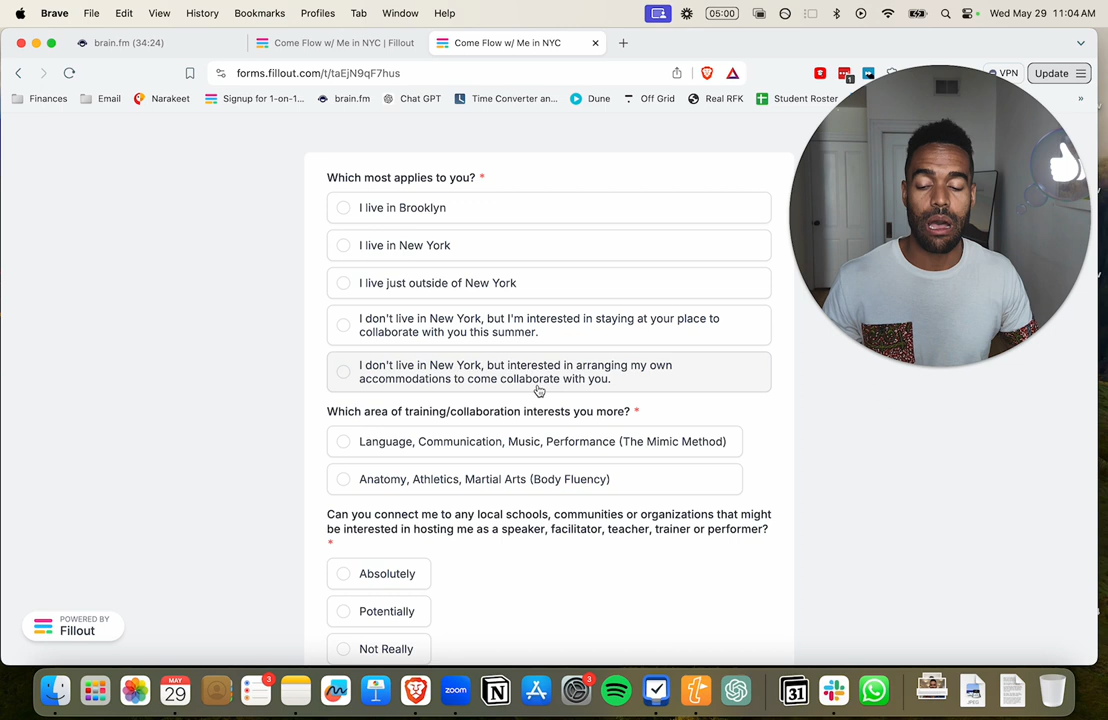 Brave File Edit View History Bookmarks Profiles Tab Window Help 05:00 Wed May 29 11:04 AM
brain.fm (34:24) Come Flow w/ Me in NYC | Fillout Come Flow w/ Me in NYC
forms.fillout.com/t/taEjN9qF7hus 1 VPN Update
Finances Email Narakeet Signup for 1-on-1... brain.fm Chat GPT Time Converter an... Dune Off Grid Real RFK Student Roster »
Which most applies to you? *
I live in Brooklyn
I live in New York
I live just outside of New York
I don't live in New York, but I'm interested in staying at your place to
collaborate with you this summer.
I don't live in New York, but interested in arranging my own
accommodations to come collaborate with you.
Which area of training/collaboration interests you more? *
Language, Communication, Music, Performance (The Mimic Method)
Anatomy, Athletics, Martial Arts (Body Fluency)
Can you connect me to any local schools, communities or organizations that might
be interested in hosting me as a speaker, facilitator, teacher, trainer or performer?
*
Absolutely
Potentially
Not Really
POWERED BY
Fillout
MAY
29
3
zoom
3
31
JPEG